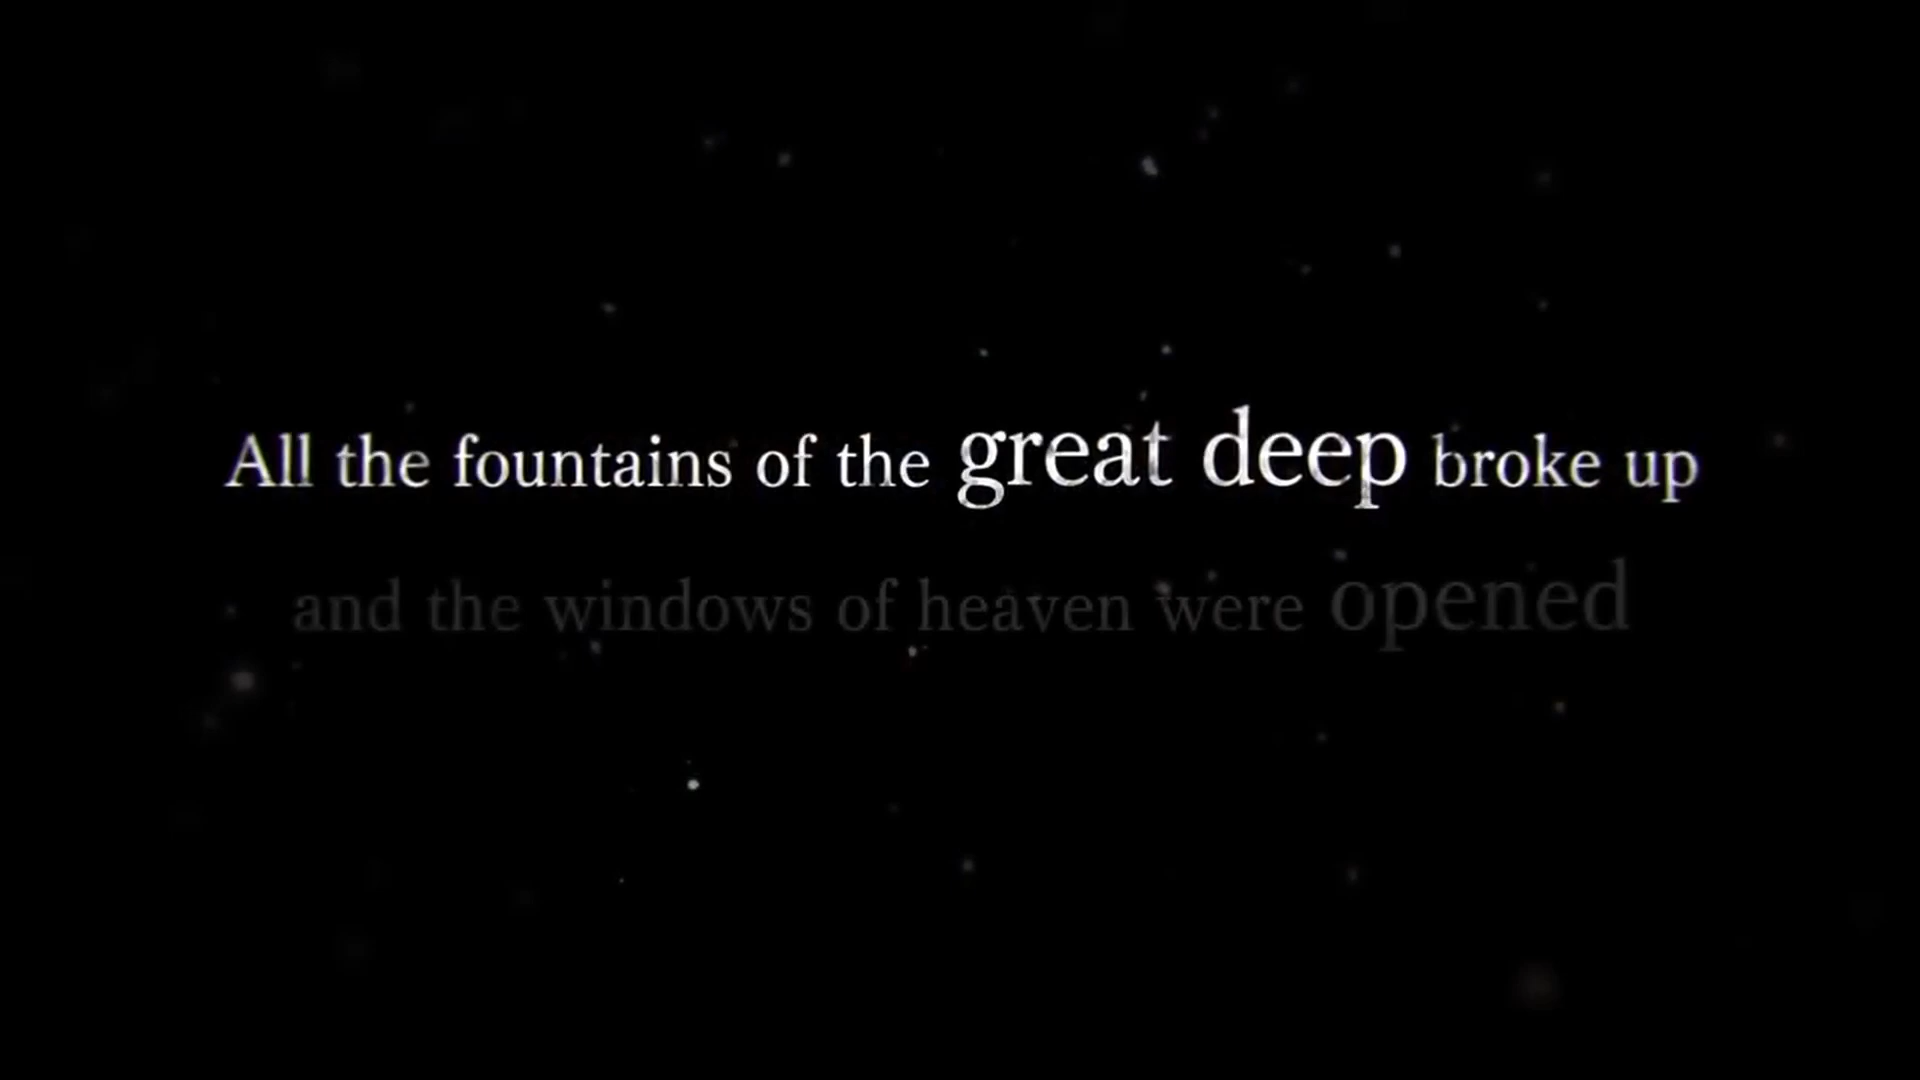 All the fountains of the great deep broke up
and the windows of heaven were opened